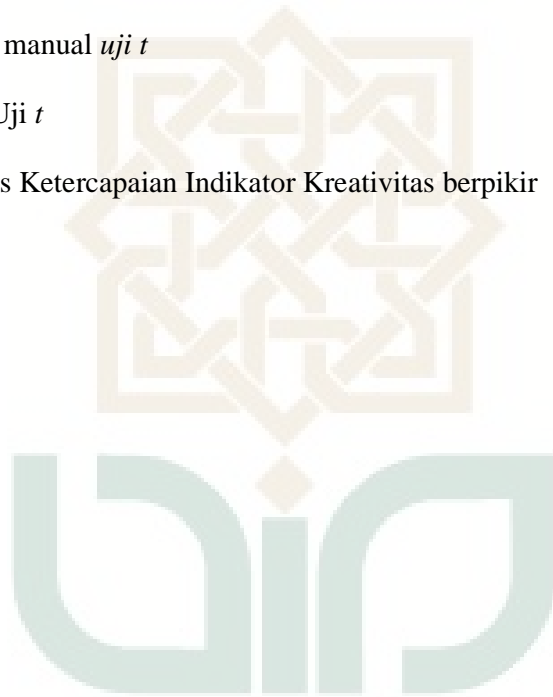 manual uji t
Uji t
s Ketercapaian Indikator Kreativitas berpikir